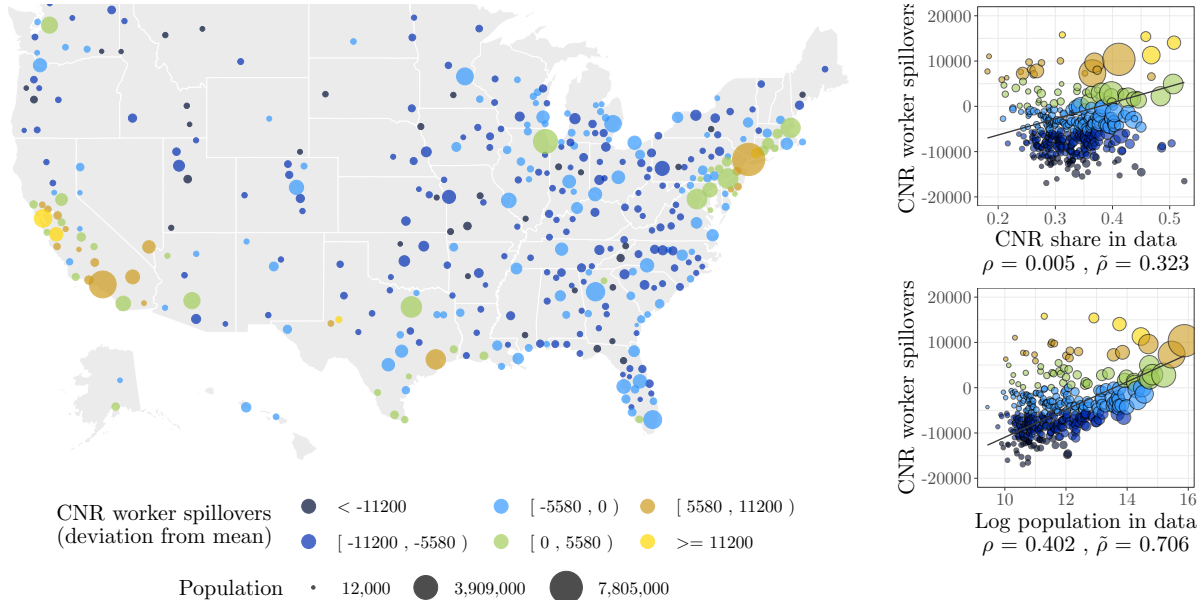 CNR worker spillovers
(deviation from mean)
< -11200
[ -5580 , 0 )
[ 5580 , 11200 )
[ -11200 , -5580 )
[ 0 , 5580 )
>= 11200
Population
12,000
3,909,000
7,805,000
CNR worker spillovers
20000
10000
0
-10000
-20000
0.2
0.3
0.4
0.5
CNR share in data
ρ = 0.005 , ρ̃ = 0.323
CNR worker spillovers
20000
10000
0
-10000
-20000
10
12
14
16
Log population in data
ρ = 0.402 , ρ̃ = 0.706